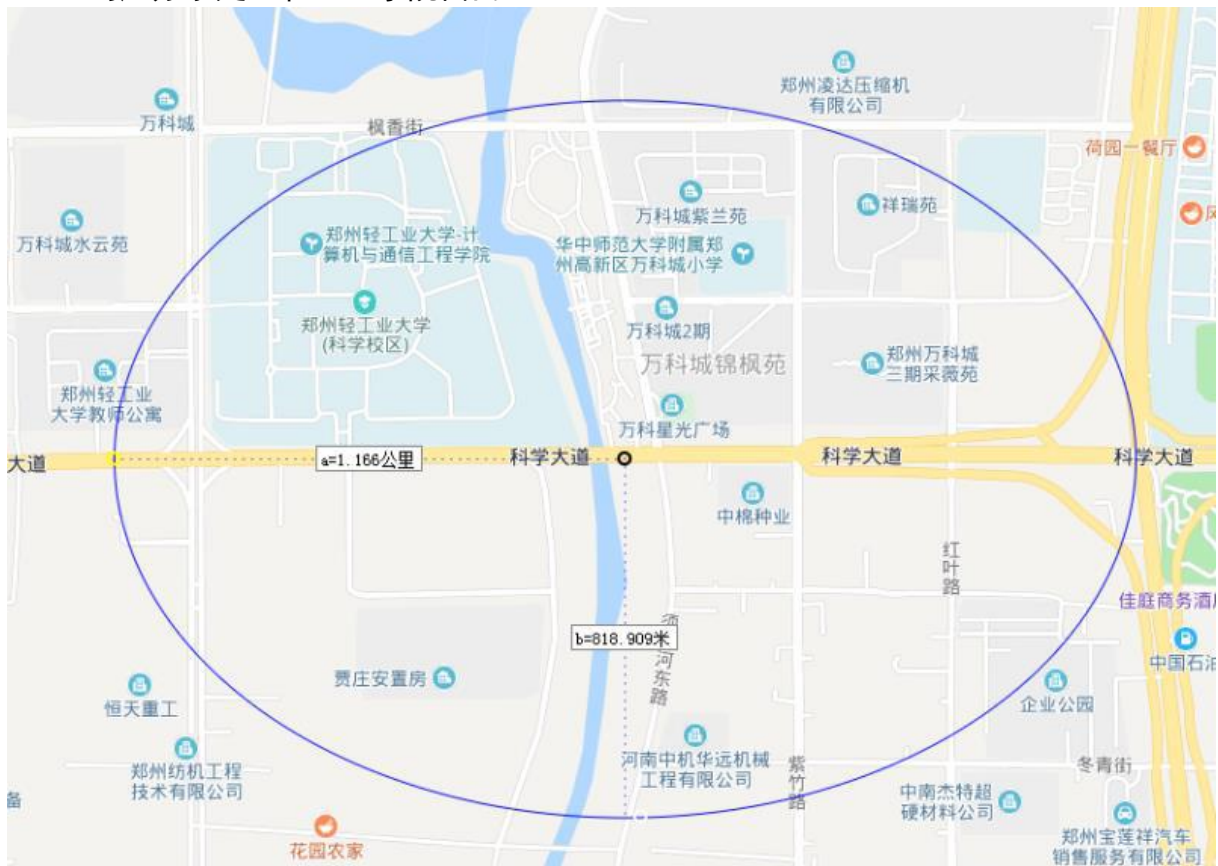 郑州凌达压缩机
有限公司
万科城
枫香街
荷园一餐厅
万科城水云苑
郑州轻工业大学-计
算机与通信工程学院
万科城紫兰苑
祥瑞苑
华中师范大学附属郑
州高新区万科城小学
郑州轻工业大学
(科学校区)
万科城2期
万科城锦枫苑
郑州万科城
三期采薇苑
郑州轻工业
大学教师公寓
万科星光广场
大道
a=1.166公里
科学大道
科学大道
科学大道
中棉种业
红叶路
佳庭商务酒
b=818.909米
河东路
中国石油
贾庄安置房
恒天重工
企业公园
郑州纺机工程
技术有限公司
河南中机华远机械
工程有限公司
紫竹路
冬青街
中南杰特超
硬材料公司
备
花园农家
郑州宝莲祥汽车
销售服务有限公司